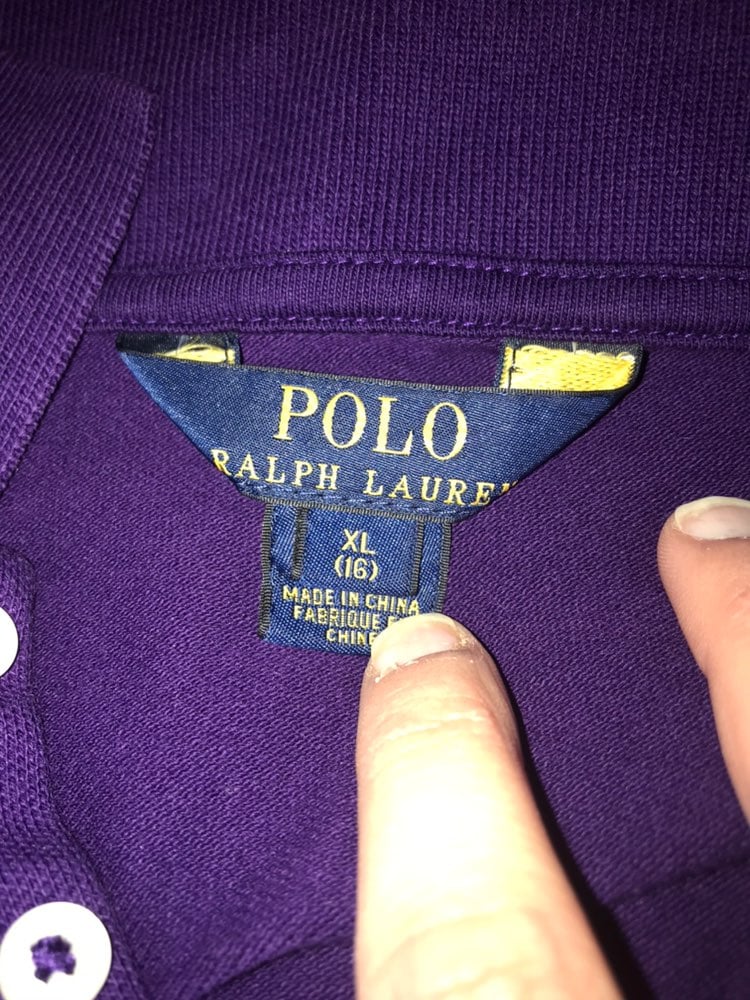 POLO
RALPH LAURE
XL
(16)
MADE IN CHINA
FABRIQUE
CHINE